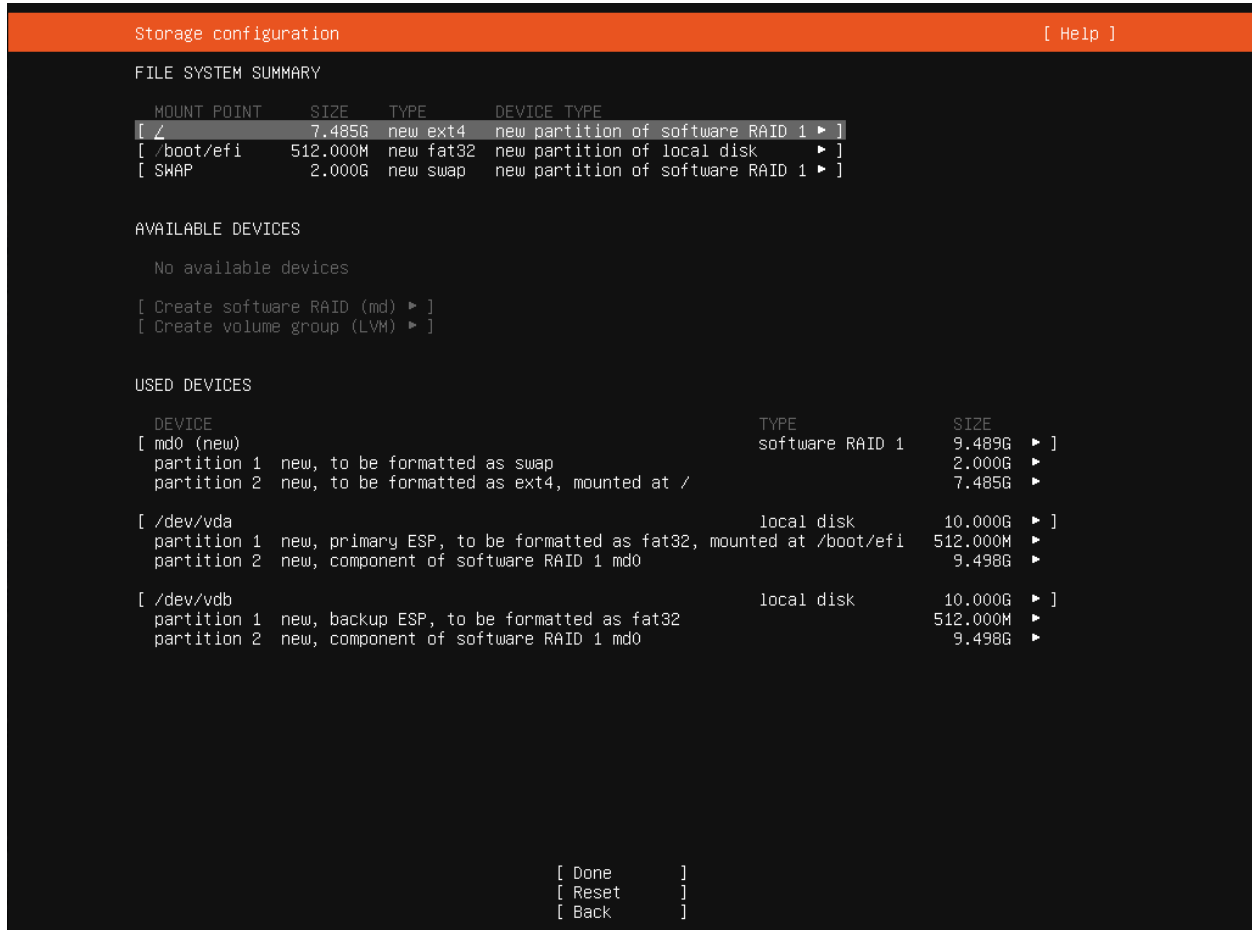 Storage configuration [ Help ]
FILE SYSTEM SUMMARY
MOUNT POINT SIZE TYPE DEVICE TYPE
[ / 7.485G new ext4 new partition of software RAID 1 ▸ ]
[ /boot/efi 512.000M new fat32 new partition of local disk ▸ ]
[ SWAP 2.000G new swap new partition of software RAID 1 ▸ ]
AVAILABLE DEVICES
No available devices
[ Create software RAID (md) ▸ ]
[ Create volume group (LVM) ▸ ]
USED DEVICES
DEVICE TYPE SIZE
[ md0 (new) software RAID 1 9.489G ▸ ]
partition 1 new, to be formatted as swap 2.000G ▸
partition 2 new, to be formatted as ext4, mounted at / 7.485G ▸
[ /dev/vda local disk 10.000G ▸ ]
partition 1 new, primary ESP, to be formatted as fat32, mounted at /boot/efi 512.000M ▸
partition 2 new, component of software RAID 1 md0 9.498G ▸
[ /dev/vdb local disk 10.000G ▸ ]
partition 1 new, backup ESP, to be formatted as fat32 512.000M ▸
partition 2 new, component of software RAID 1 md0 9.498G ▸
[ Done ]
[ Reset ]
[ Back ]